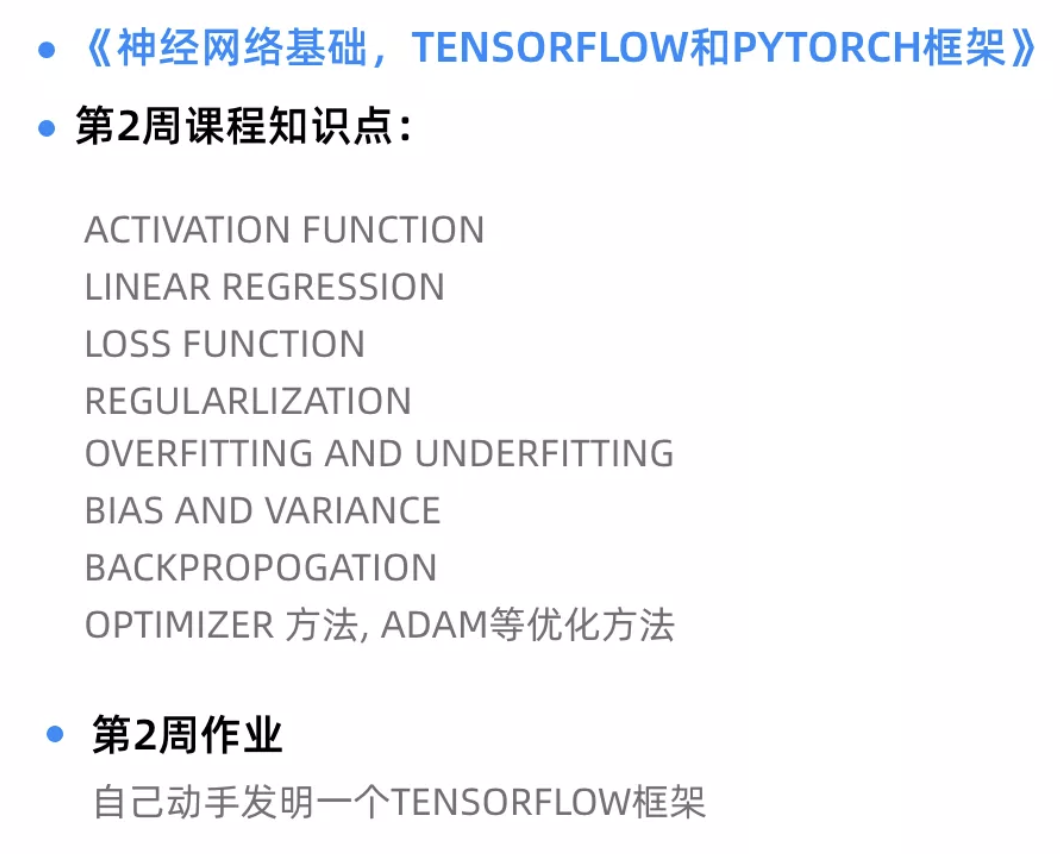 《神经网络基础，TENSORFLOW和PYTORCH框架》
第2周课程知识点：
ACTIVATION FUNCTION
LINEAR REGRESSION
LOSS FUNCTION
REGULARLIZATION
OVERFITTING AND UNDERFITTING
BIAS AND VARIANCE
BACKPROPOGATION
OPTIMIZER 方法, ADAM等优化方法
第2周作业
自己动手发明一个TENSORFLOW框架